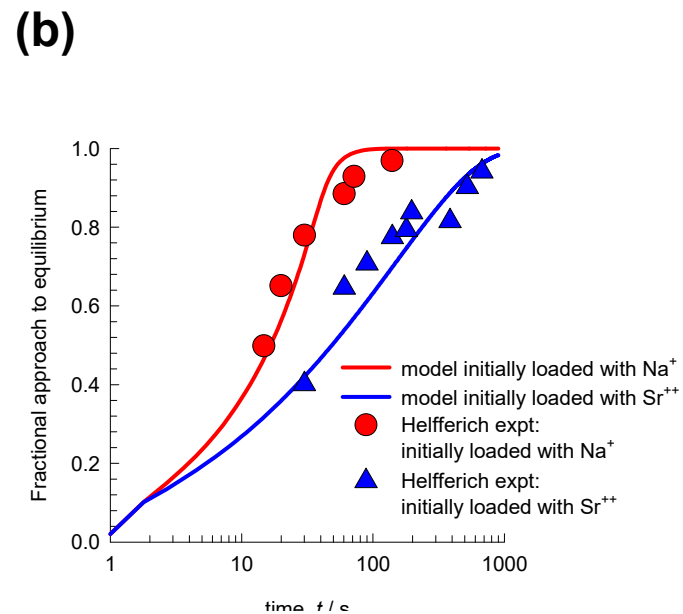 (b)
Fractional approach to equilibrium
1.0
0.8
0.6
0.4
0.2
0.0
model initially loaded with Na⁺
model initially loaded with Sr⁺⁺
Helfferich expt:
initially loaded with Na⁺
Helfferich expt:
initially loaded with Sr⁺⁺
1 10 100 1000
time, t / s